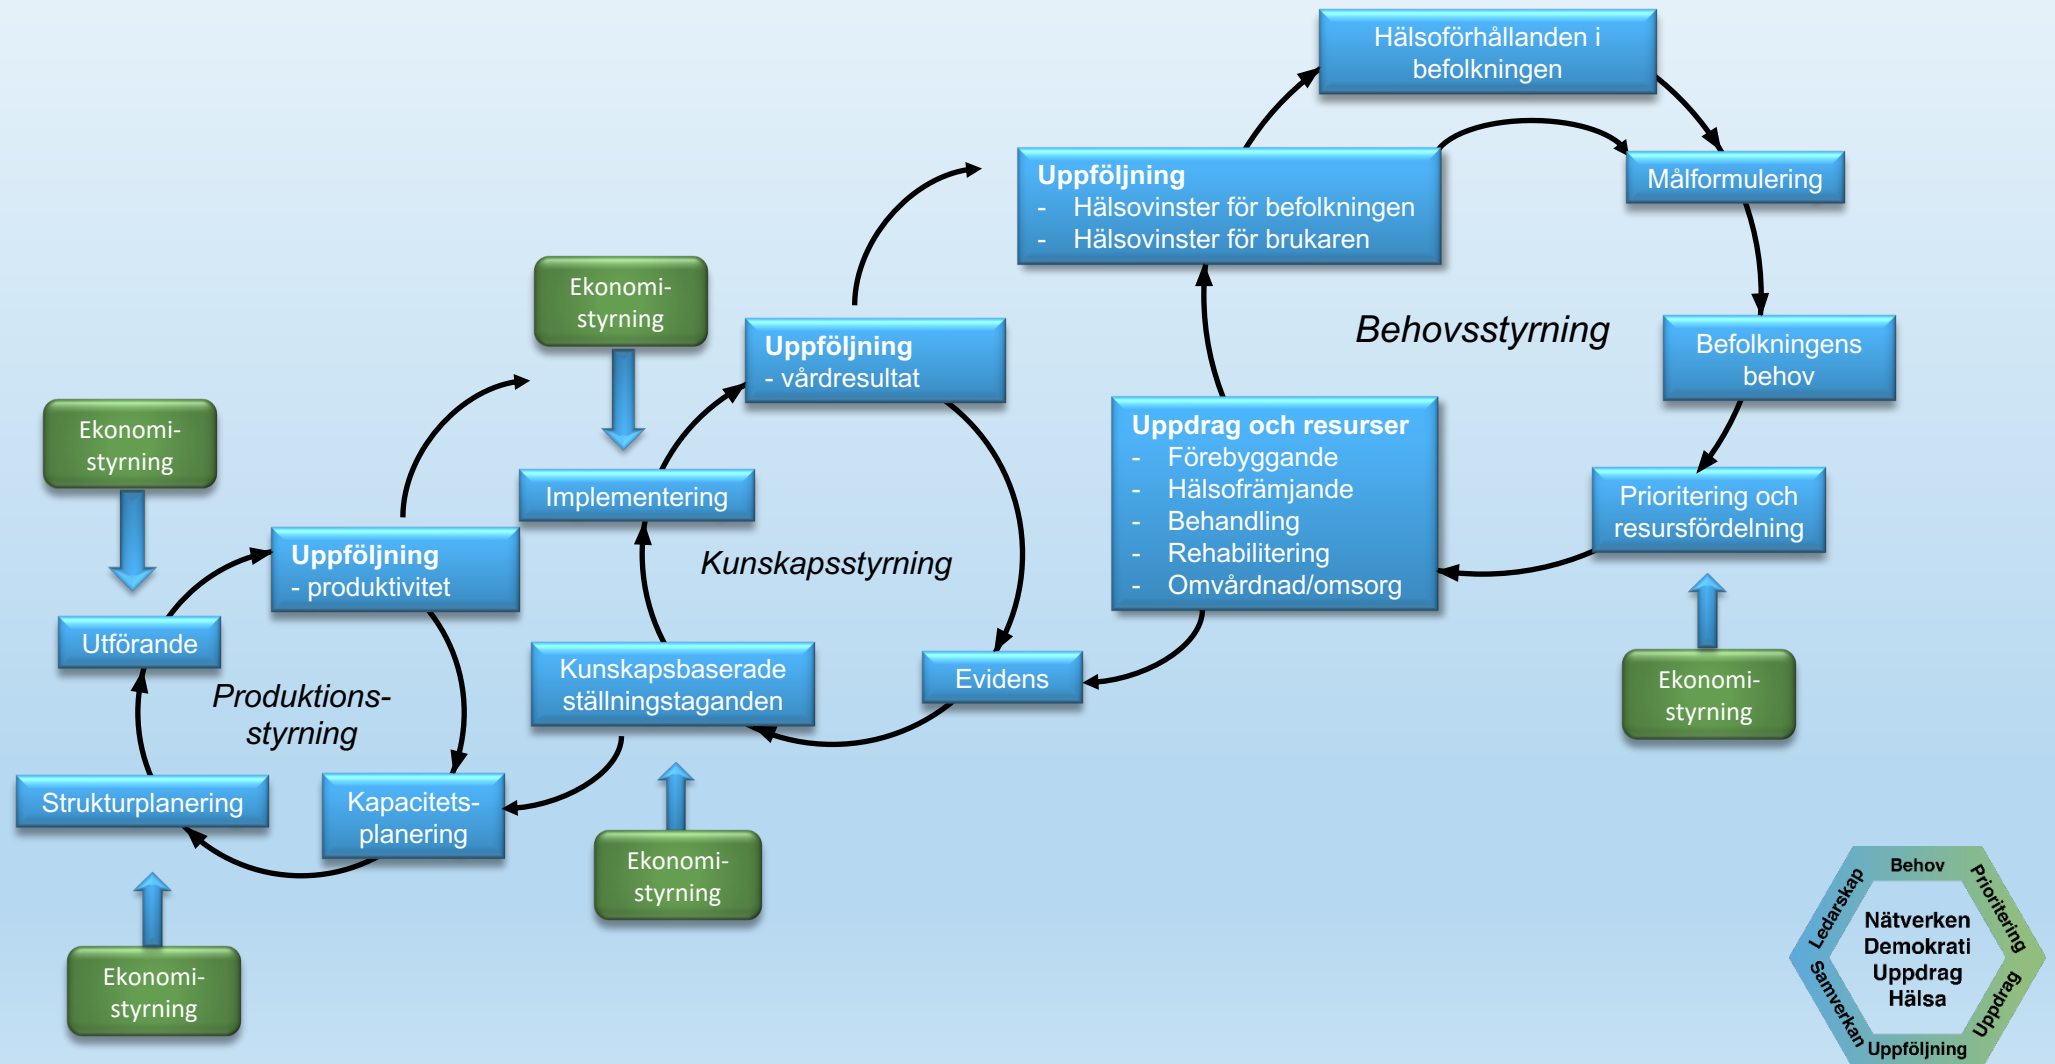 Hälsoförhållanden i
befolkningen
Uppföljning
- Hälsovinster för befolkningen
- Hälsovinster för brukaren
Målformulering
Ekonomi-
styrning
Behovsstyrning
Uppföljning
- vårdresultat
Befolkningens
behov
Ekonomi-
styrning
Uppdrag och resurser
- Förebyggande
- Hälsofrämjande
- Behandling
- Rehabilitering
- Omvårdnad/omsorg
Implementering
Prioritering och
resursfördelning
Uppföljning
- produktivitet
Kunskapsstyrning
Utförande
Kunskapsbaserade
ställningstaganden
Evidens
Ekonomi-
styrning
Produktions-
styrning
Strukturplanering
Kapacitets-
planering
Ekonomi-
styrning
Ekonomi-
styrning
Behov
Prioritering
Uppdrag
Uppföljning
Samverkan
Ledarskap
Nätverken
Demokrati
Uppdrag
Hälsa